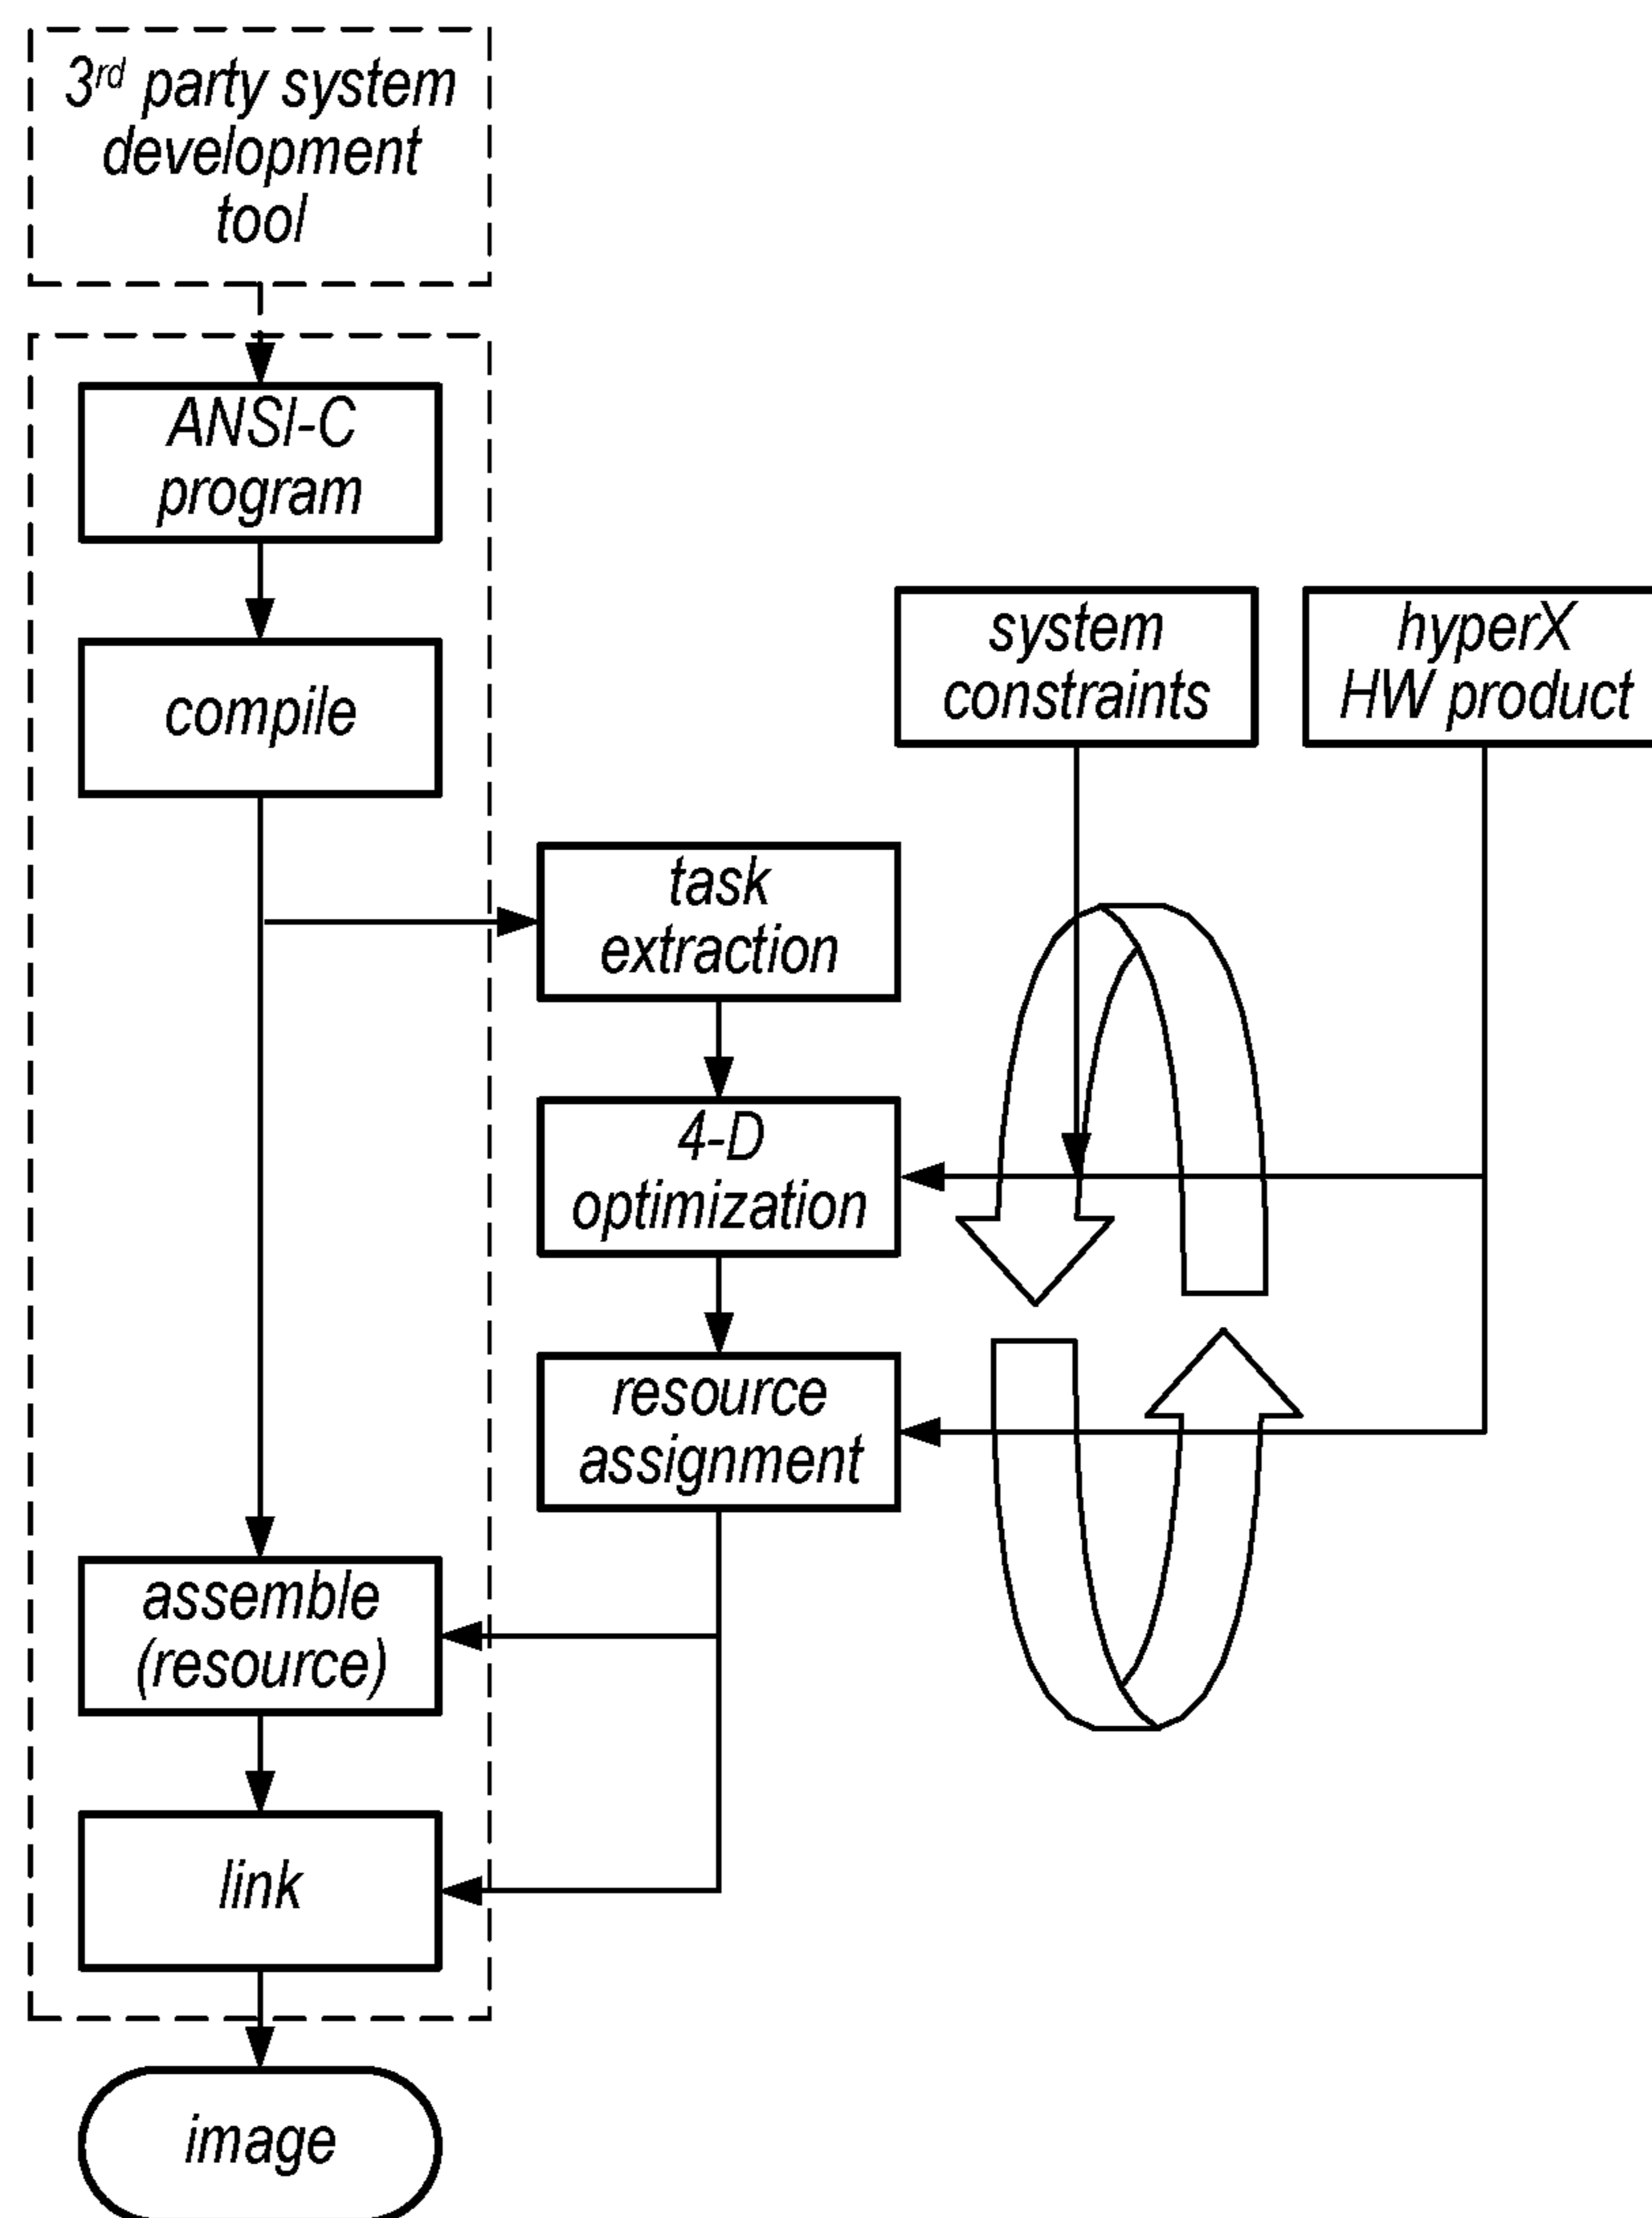 3rd party system
development
tool
ANSI-C
program
compile
system
constraints
hyperX
HW product
task
extraction
4-D
optimization
resource
assignment
assemble
(resource)
link
image